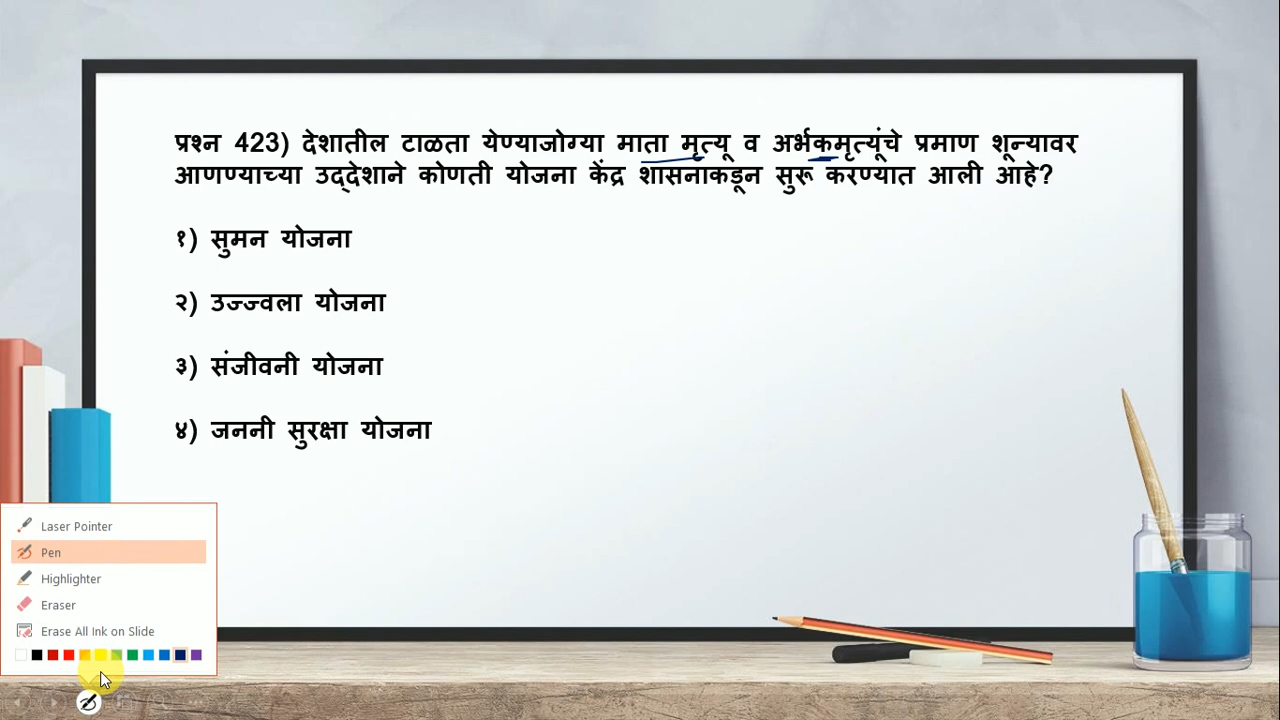 प्रश्न 423) देशातील टाळता येण्याजोग्या माता मृत्यू व अर्भकमृत्यूंचे प्रमाण शून्यावर
आणण्याच्या उद्देशाने कोणती योजना केंद्र शासनाकडून सुरू करण्यात आली आहे?
१) सुमन योजना
२) उज्ज्वला योजना
३) संजीवनी योजना
४) जननी सुरक्षा योजना
Laser Pointer
Pen
Highlighter
Eraser
Erase All Ink on Slide